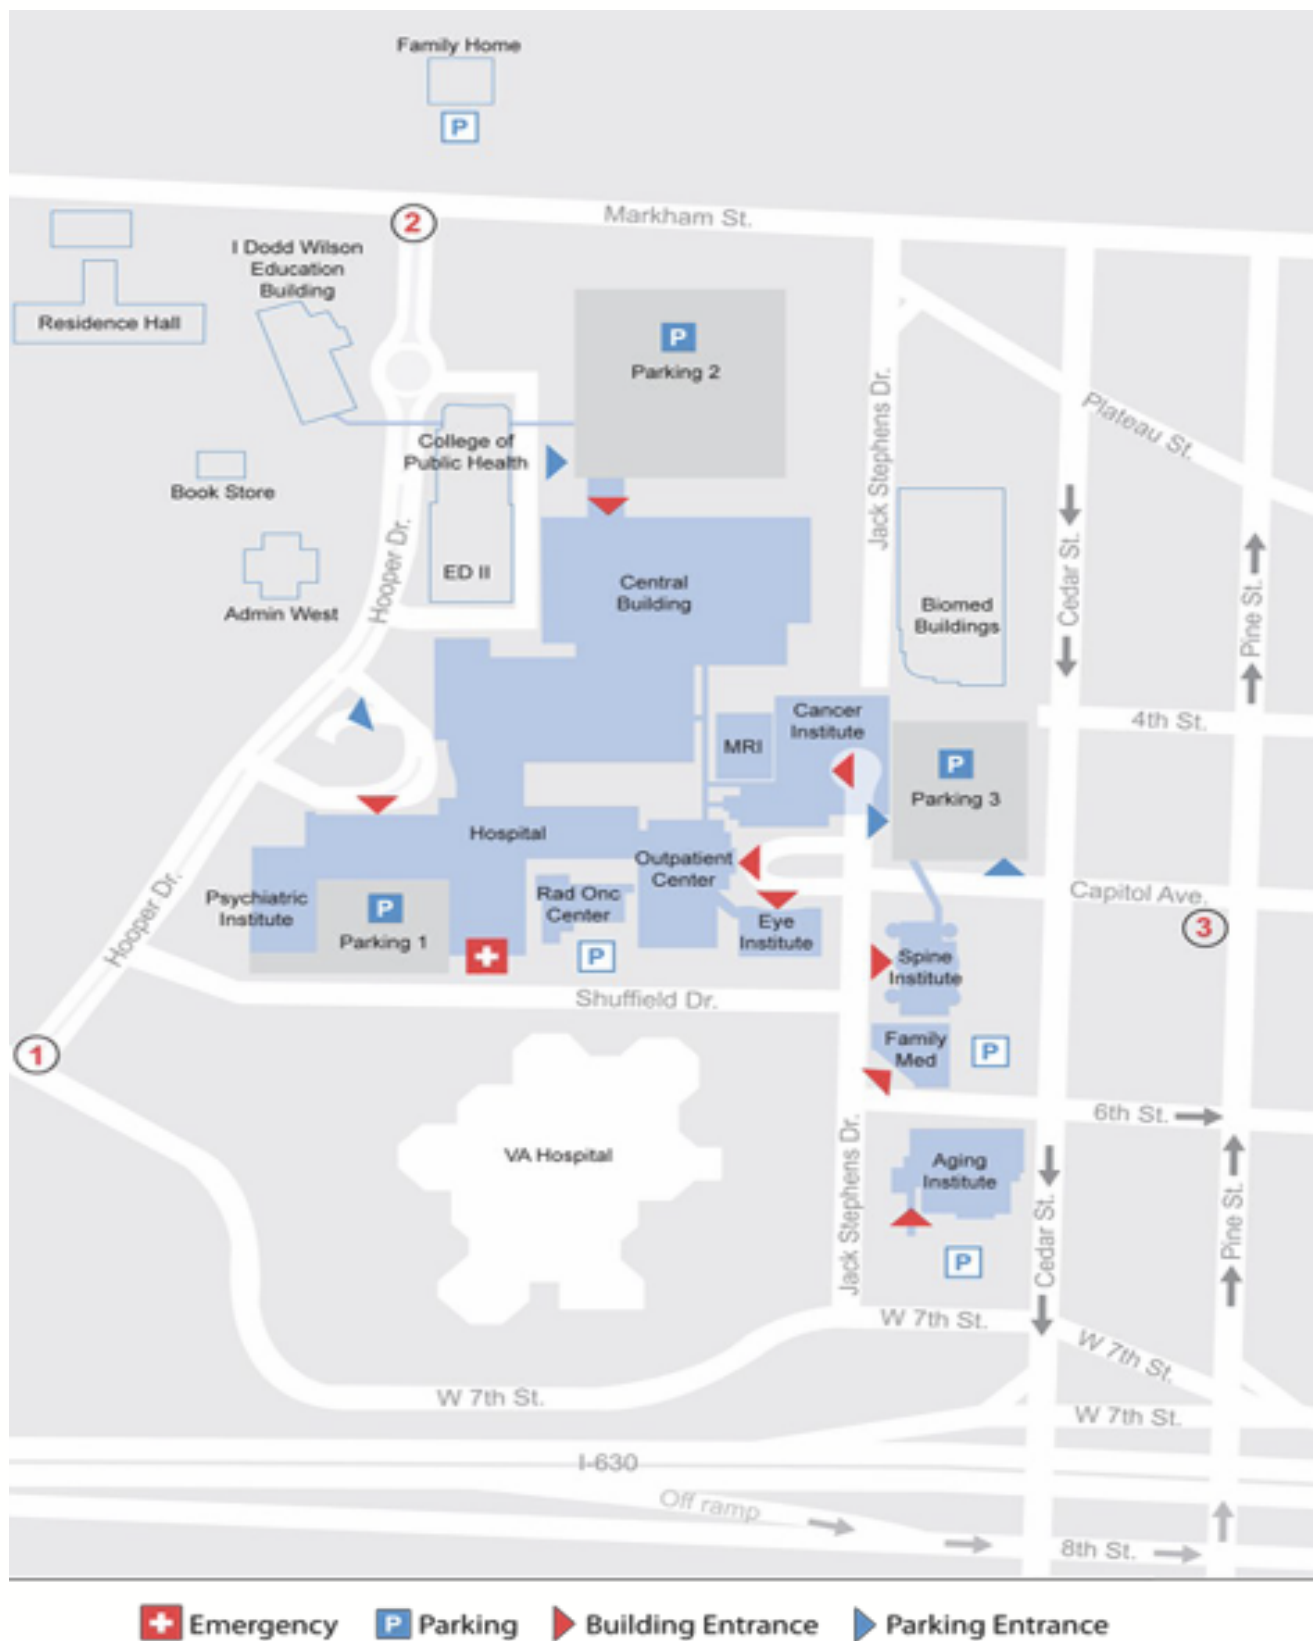 Family Home
P
Markham St.
2
I Dodd Wilson
Education
Building
Residence Hall
P
Parking 2
Jack Stephens Dr.
Plateau St.
College of
Public Health
Book Store
Hooper Dr.
ED II
Admin West
Central
Building
Biomed
Buildings
Cedar St.
Pine St.
4th St.
Cancer
Institute
MRI
P
Parking 3
Hospital
Outpatient
Center
Capitol Ave.
3
Psychiatric
Institute
P
Parking 1
Rad Onc
Center
P
Eye
Institute
Spine
Institute
Hooper Dr.
Shuffield Dr.
1
Family
Med
P
6th St.
VA Hospital
Jack Stephens Dr.
Aging
Institute
P
Cedar St.
Pine St.
W 7th St.
W 7th St.
W 7th St.
W 7th St.
I-630
Off ramp
8th St.
Emergency
P Parking
Building Entrance
Parking Entrance